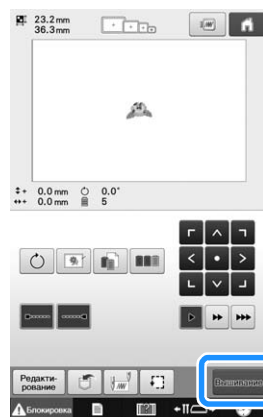 23.2 mm
36.3 mm
0.0 mm 0.0°
0.0 mm 5
Редакти-
рование
Вышивание
Блокировка